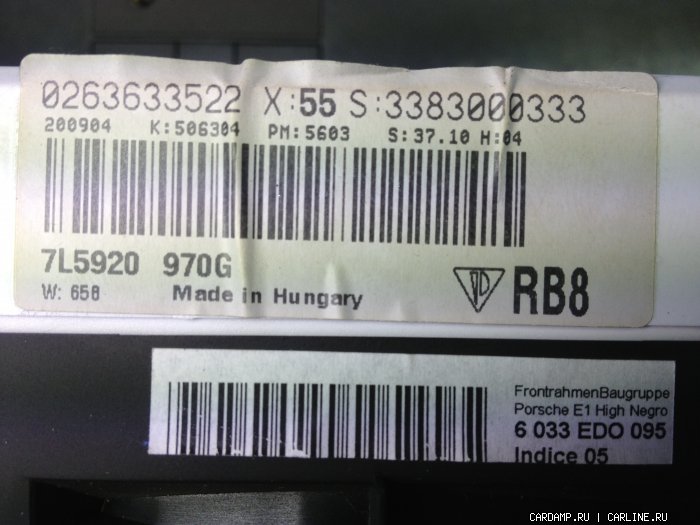 0263633522 X:55 S:3383000333
200904 K:506304 PM:5603 S:37.10 H:04
7L5920 970G
W: 658 Made in Hungary RB8
FrontrahmenBaugruppe
Porsche E1 High Negro
6 033 EDO 095
Indice 05
CARDAMP.RU | CARLINE.RU